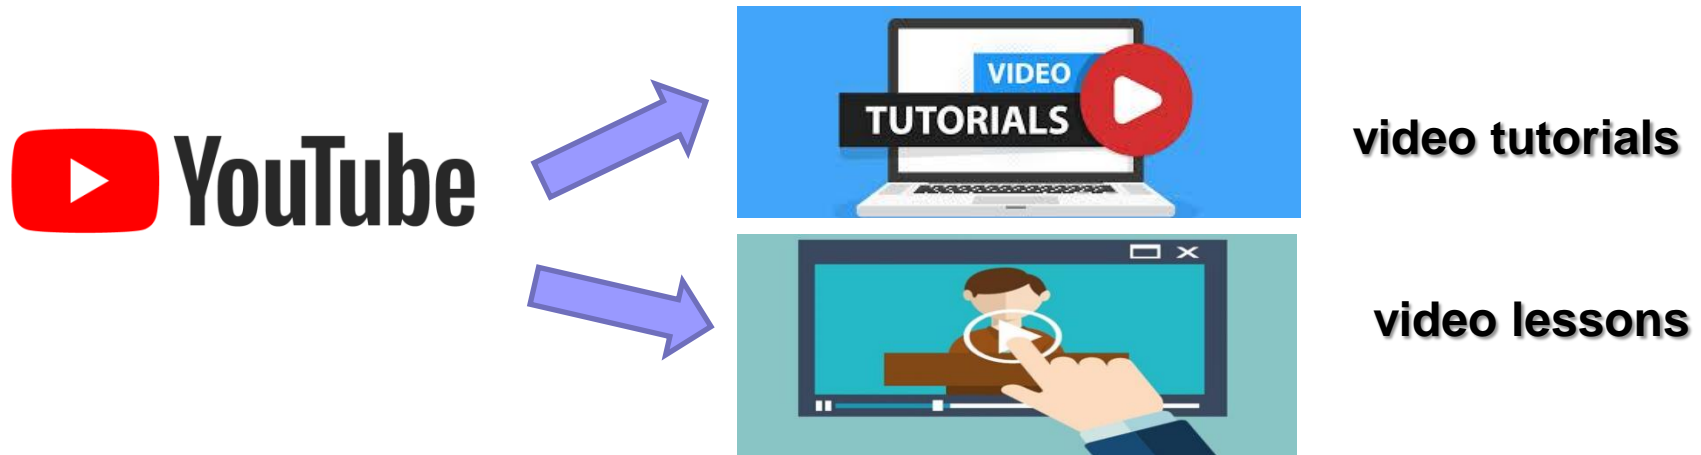 YouTube
VIDEO
TUTORIALS
video tutorials
video lessons